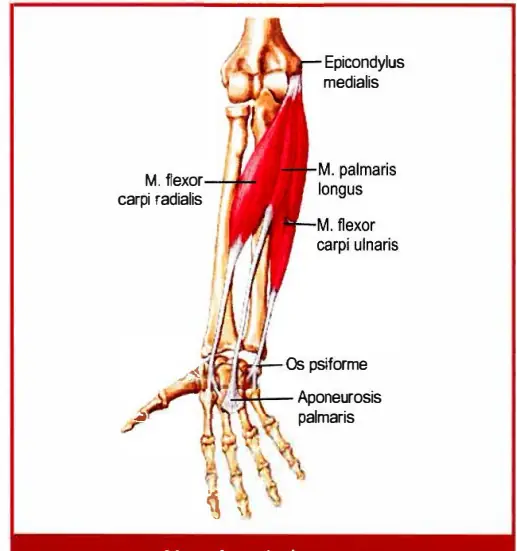 Epicondylus
medialis
M. flexor
carpi radialis
M. palmaris
longus
M. flexor
carpi ulnaris
Os psiforme
Aponeurosis
palmaris